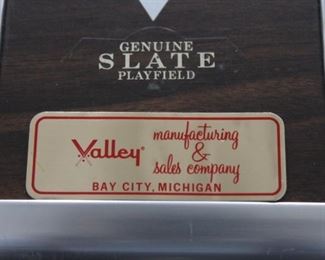 GENUINE
SLATE
PLAYFIELD
Valley®
manufacturing
&
sales company
BAY CITY, MICHIGAN